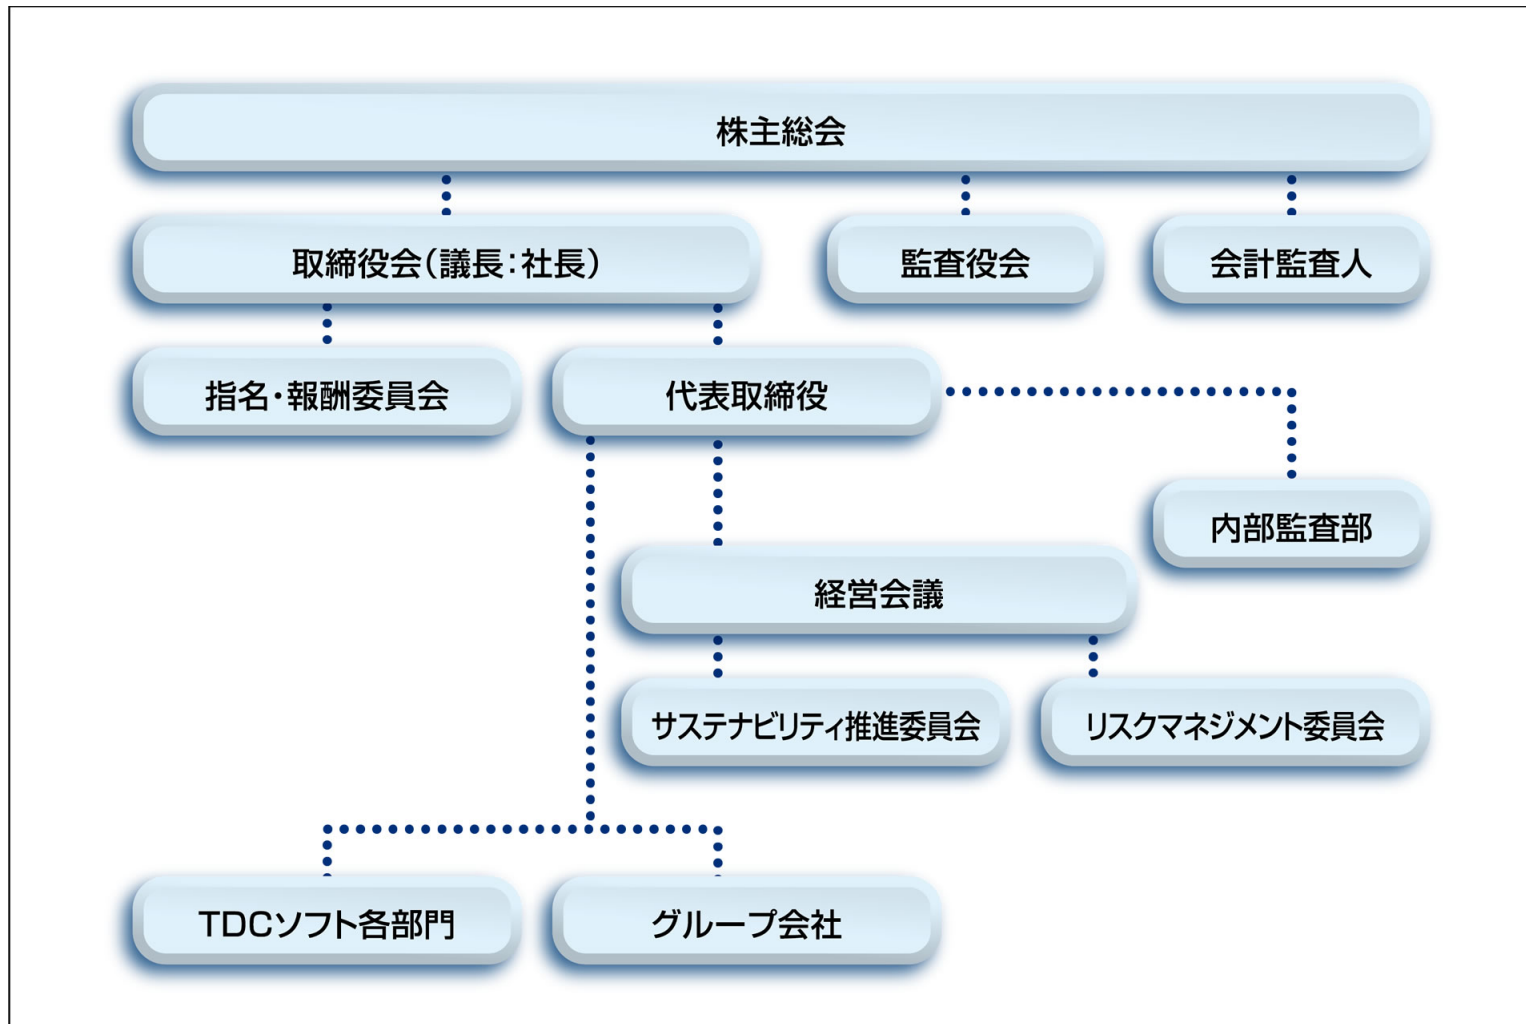 株主総会
取締役会（議長：社長）
監査役会
会計監査人
指名・報酬委員会
代表取締役
内部監査部
経営会議
サステナビリティ推進委員会
リスクマネジメント委員会
TDCソフト各部門
グループ会社